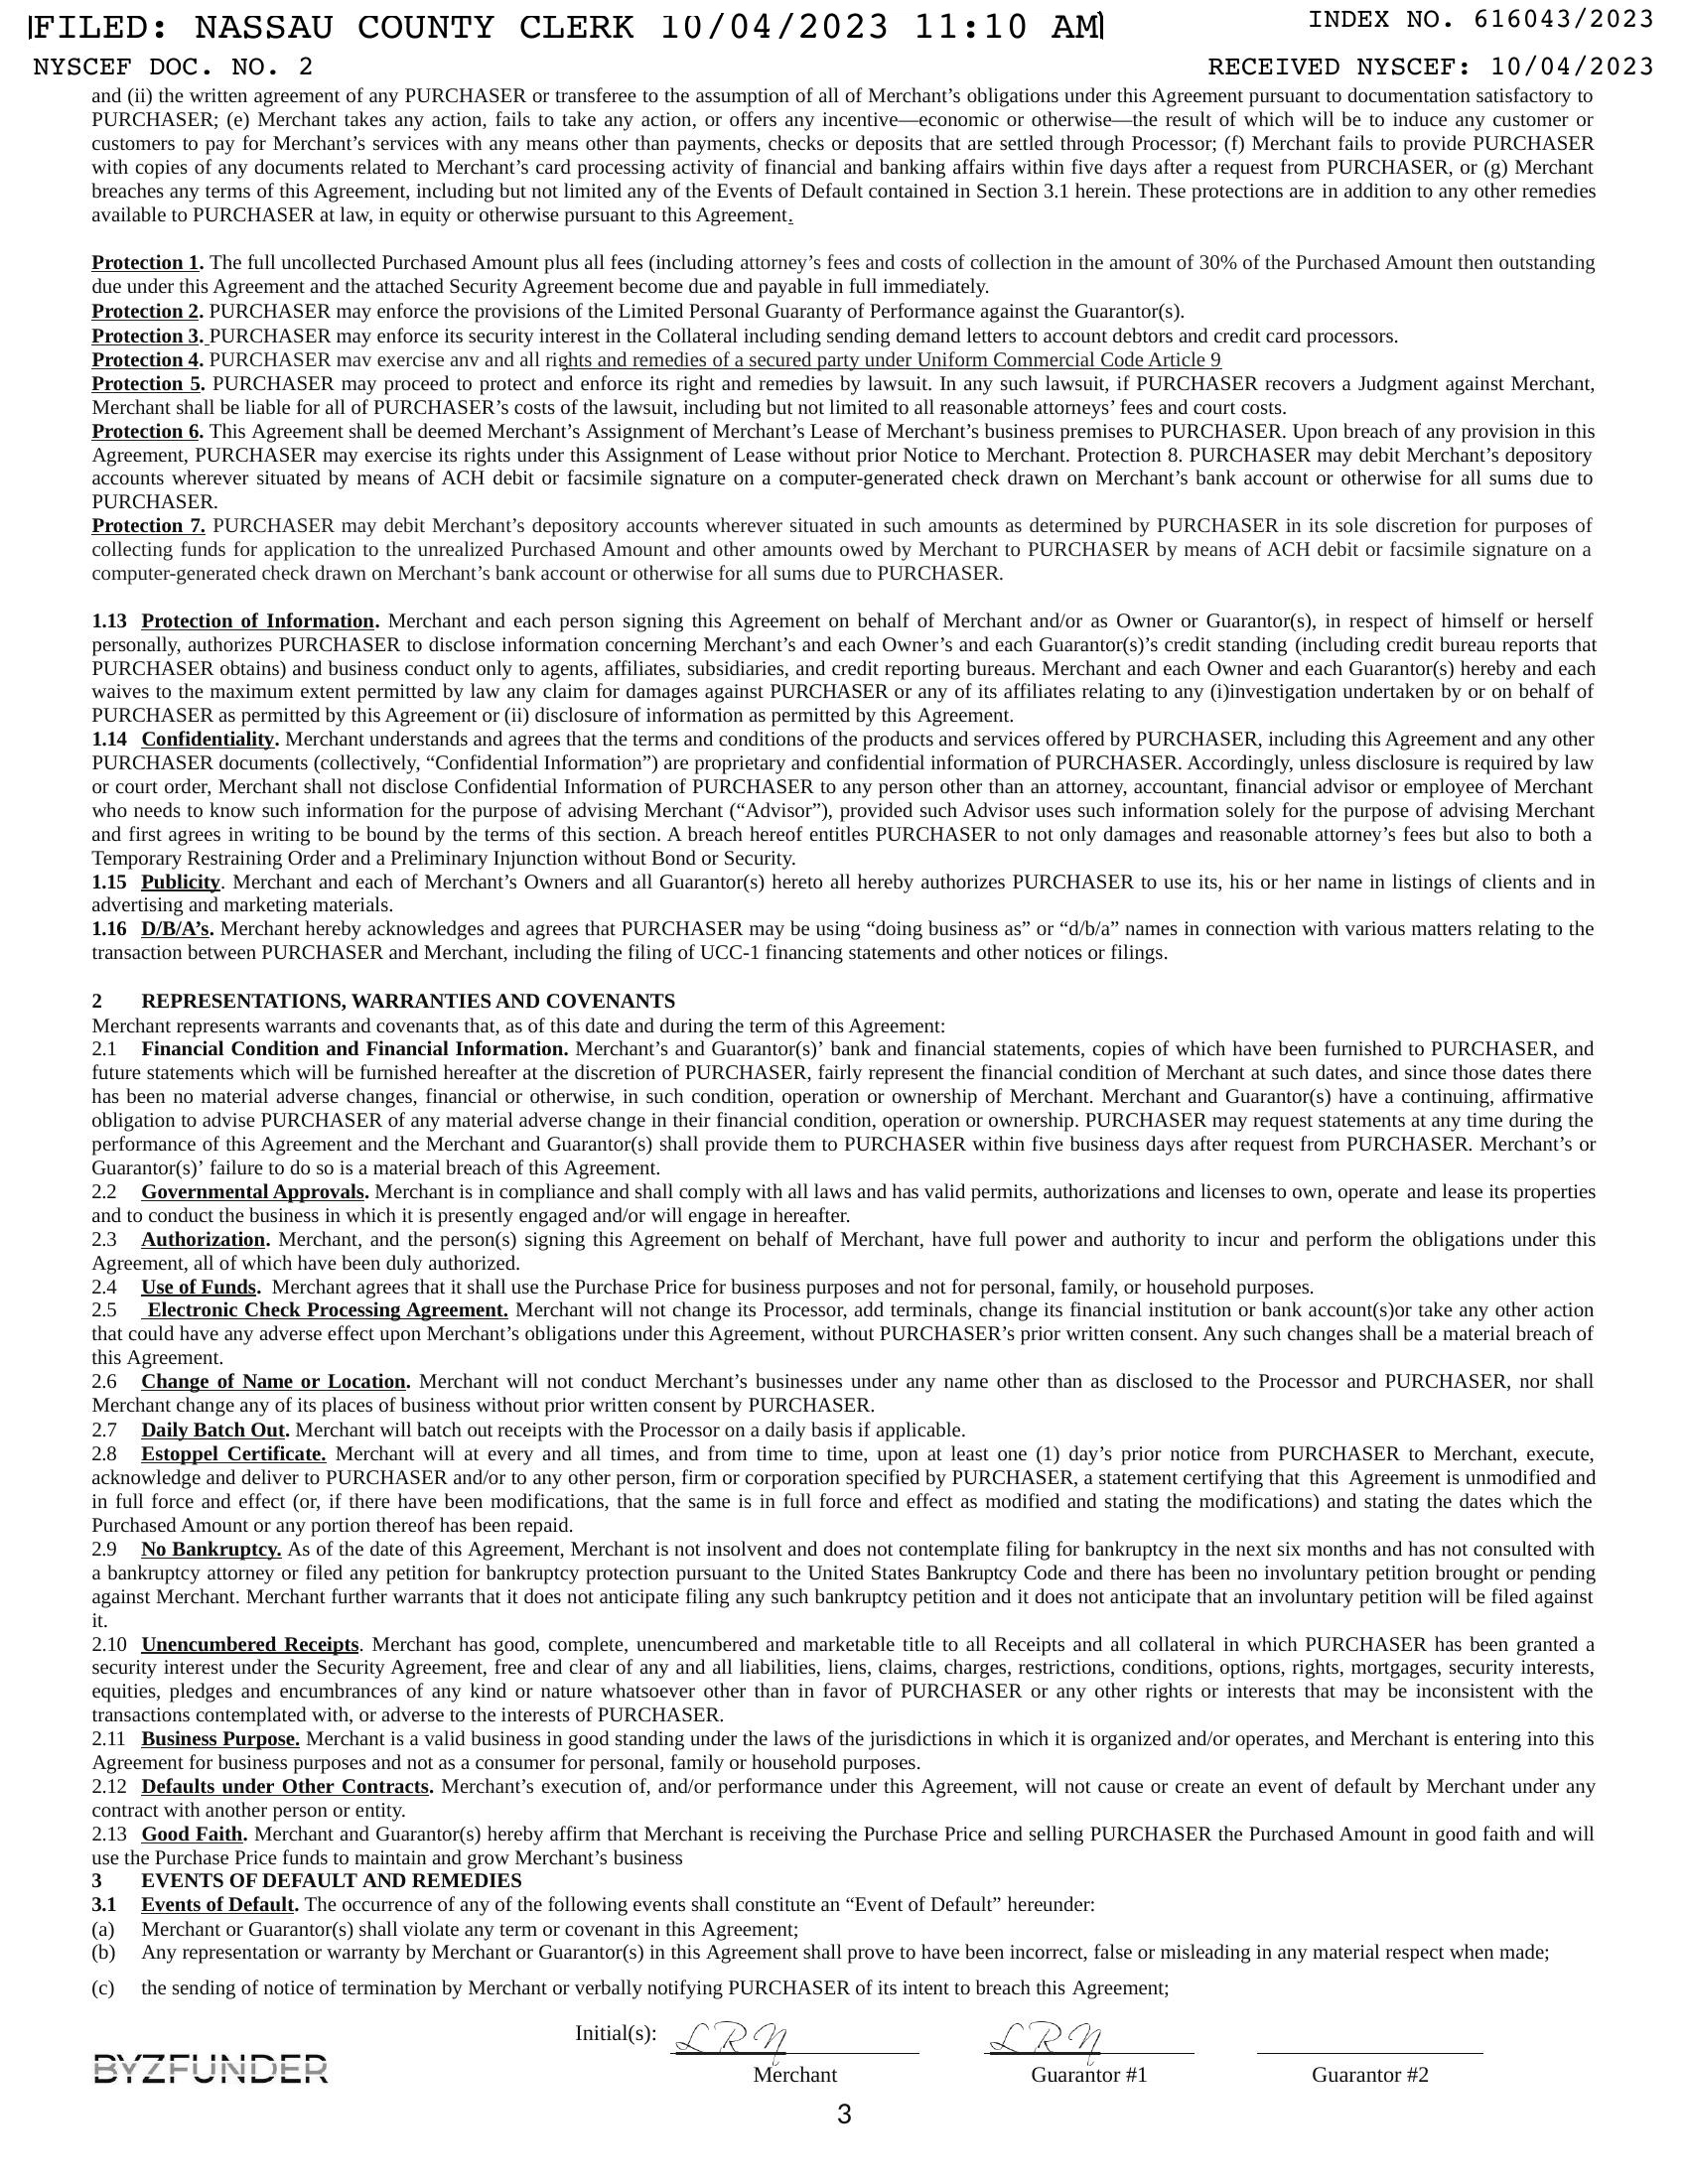 FILED: NASSAU COUNTY CLERK 10/04/2023 11:10 AM
INDEX NO. 616043/2023
NYSCEF DOC. NO. 2
RECEIVED NYSCEF: 10/04/2023
and (ii) the written agreement of any PURCHASER or transferee to the assumption of all of Merchant’s obligations under this Agreement pursuant to documentation satisfactory to
PURCHASER; (e) Merchant takes any action, fails to take any action, or offers any incentive—economic or otherwise—the result of which will be to induce any customer or
customers to pay for Merchant’s services with any means other than payments, checks or deposits that are settled through Processor; (f) Merchant fails to provide PURCHASER
with copies of any documents related to Merchant’s card processing activity of financial and banking affairs within five days after a request from PURCHASER, or (g) Merchant
breaches any terms of this Agreement, including but not limited any of the Events of Default contained in Section 3.1 herein. These protections are in addition to any other remedies
available to PURCHASER at law, in equity or otherwise pursuant to this Agreement.
Protection 1. The full uncollected Purchased Amount plus all fees (including attorney’s fees and costs of collection in the amount of 30% of the Purchased Amount then outstanding
due under this Agreement and the attached Security Agreement become due and payable in full immediately.
Protection 2. PURCHASER may enforce the provisions of the Limited Personal Guaranty of Performance against the Guarantor(s).
Protection 3. PURCHASER may enforce its security interest in the Collateral including sending demand letters to account debtors and credit card processors.
Protection 4. PURCHASER may exercise any and all rights and remedies of a secured party under Uniform Commercial Code Article 9
Protection 5. PURCHASER may proceed to protect and enforce its right and remedies by lawsuit. In any such lawsuit, if PURCHASER recovers a Judgment against Merchant,
Merchant shall be liable for all of PURCHASER’s costs of the lawsuit, including but not limited to all reasonable attorneys’ fees and court costs.
Protection 6. This Agreement shall be deemed Merchant’s Assignment of Merchant’s Lease of Merchant’s business premises to PURCHASER. Upon breach of any provision in this
Agreement, PURCHASER may exercise its rights under this Assignment of Lease without prior Notice to Merchant. Protection 8. PURCHASER may debit Merchant’s depository
accounts wherever situated by means of ACH debit or facsimile signature on a computer-generated check drawn on Merchant’s bank account or otherwise for all sums due to
PURCHASER.
Protection 7. PURCHASER may debit Merchant’s depository accounts wherever situated in such amounts as determined by PURCHASER in its sole discretion for purposes of
collecting funds for application to the unrealized Purchased Amount and other amounts owed by Merchant to PURCHASER by means of ACH debit or facsimile signature on a
computer-generated check drawn on Merchant’s bank account or otherwise for all sums due to PURCHASER.
1.13 Protection of Information. Merchant and each person signing this Agreement on behalf of Merchant and/or as Owner or Guarantor(s), in respect of himself or herself
personally, authorizes PURCHASER to disclose information concerning Merchant’s and each Owner’s and each Guarantor(s)’s credit standing (including credit bureau reports that
PURCHASER obtains) and business conduct only to agents, affiliates, subsidiaries, and credit reporting bureaus. Merchant and each Owner and each Guarantor(s) hereby and each
waives to the maximum extent permitted by law any claim for damages against PURCHASER or any of its affiliates relating to any (i)investigation undertaken by or on behalf of
PURCHASER as permitted by this Agreement or (ii) disclosure of information as permitted by this Agreement.
1.14 Confidentiality. Merchant understands and agrees that the terms and conditions of the products and services offered by PURCHASER, including this Agreement and any other
PURCHASER documents (collectively, “Confidential Information”) are proprietary and confidential information of PURCHASER. Accordingly, unless disclosure is required by law
or court order, Merchant shall not disclose Confidential Information of PURCHASER to any person other than an attorney, accountant, financial advisor or employee of Merchant
who needs to know such information for the purpose of advising Merchant (“Advisor”), provided such Advisor uses such information solely for the purpose of advising Merchant
and first agrees in writing to be bound by the terms of this section. A breach hereof entitles PURCHASER to not only damages and reasonable attorney’s fees but also to both a
Temporary Restraining Order and a Preliminary Injunction without Bond or Security.
1.15 Publicity. Merchant and each of Merchant’s Owners and all Guarantor(s) hereto all hereby authorizes PURCHASER to use its, his or her name in listings of clients and in
advertising and marketing materials.
1.16 D/B/A’s. Merchant hereby acknowledges and agrees that PURCHASER may be using “doing business as” or “d/b/a” names in connection with various matters relating to the
transaction between PURCHASER and Merchant, including the filing of UCC-1 financing statements and other notices or filings.
2 REPRESENTATIONS, WARRANTIES AND COVENANTS
Merchant represents warrants and covenants that, as of this date and during the term of this Agreement:
2.1 Financial Condition and Financial Information. Merchant’s and Guarantor(s)’ bank and financial statements, copies of which have been furnished to PURCHASER, and
future statements which will be furnished hereafter at the discretion of PURCHASER, fairly represent the financial condition of Merchant at such dates, and since those dates there
has been no material adverse changes, financial or otherwise, in such condition, operation or ownership of Merchant. Merchant and Guarantor(s) have a continuing, affirmative
obligation to advise PURCHASER of any material adverse change in their financial condition, operation or ownership. PURCHASER may request statements at any time during the
performance of this Agreement and the Merchant and Guarantor(s) shall provide them to PURCHASER within five business days after request from PURCHASER. Merchant’s or
Guarantor(s)’ failure to do so is a material breach of this Agreement.
2.2 Governmental Approvals. Merchant is in compliance and shall comply with all laws and has valid permits, authorizations and licenses to own, operate and lease its properties
and to conduct the business in which it is presently engaged and/or will engage in hereafter.
2.3 Authorization. Merchant, and the person(s) signing this Agreement on behalf of Merchant, have full power and authority to incur and perform the obligations under this
Agreement, all of which have been duly authorized.
2.4 Use of Funds. Merchant agrees that it shall use the Purchase Price for business purposes and not for personal, family, or household purposes.
2.5 Electronic Check Processing Agreement. Merchant will not change its Processor, add terminals, change its financial institution or bank account(s)or take any other action
that could have any adverse effect upon Merchant’s obligations under this Agreement, without PURCHASER’s prior written consent. Any such changes shall be a material breach of
this Agreement.
2.6 Change of Name or Location. Merchant will not conduct Merchant’s businesses under any name other than as disclosed to the Processor and PURCHASER, nor shall
Merchant change any of its places of business without prior written consent by PURCHASER.
2.7 Daily Batch Out. Merchant will batch out receipts with the Processor on a daily basis if applicable.
2.8 Estoppel Certificate. Merchant will at every and all times, and from time to time, upon at least one (1) day’s prior notice from PURCHASER to Merchant, execute,
acknowledge and deliver to PURCHASER and/or to any other person, firm or corporation specified by PURCHASER, a statement certifying that this Agreement is unmodified and
in full force and effect (or, if there have been modifications, that the same is in full force and effect as modified and stating the modifications) and stating the dates which the
Purchased Amount or any portion thereof has been repaid.
2.9 No Bankruptcy. As of the date of this Agreement, Merchant is not insolvent and does not contemplate filing for bankruptcy in the next six months and has not consulted with
a bankruptcy attorney or filed any petition for bankruptcy protection pursuant to the United States Bankruptcy Code and there has been no involuntary petition brought or pending
against Merchant. Merchant further warrants that it does not anticipate filing any such bankruptcy petition and it does not anticipate that an involuntary petition will be filed against
it.
2.10 Unencumbered Receipts. Merchant has good, complete, unencumbered and marketable title to all Receipts and all collateral in which PURCHASER has been granted a
security interest under the Security Agreement, free and clear of any and all liabilities, liens, claims, charges, restrictions, conditions, options, rights, mortgages, security interests,
equities, pledges and encumbrances of any kind or nature whatsoever other than in favor of PURCHASER or any other rights or interests that may be inconsistent with the
transactions contemplated with, or adverse to the interests of PURCHASER.
2.11 Business Purpose. Merchant is a valid business in good standing under the laws of the jurisdictions in which it is organized and/or operates, and Merchant is entering into this
Agreement for business purposes and not as a consumer for personal, family or household purposes.
2.12 Defaults under Other Contracts. Merchant’s execution of, and/or performance under this Agreement, will not cause or create an event of default by Merchant under any
contract with another person or entity.
2.13 Good Faith. Merchant and Guarantor(s) hereby affirm that Merchant is receiving the Purchase Price and selling PURCHASER the Purchased Amount in good faith and will
use the Purchase Price funds to maintain and grow Merchant’s business
3 EVENTS OF DEFAULT AND REMEDIES
3.1 Events of Default. The occurrence of any of the following events shall constitute an “Event of Default” hereunder:
(a) Merchant or Guarantor(s) shall violate any term or covenant in this Agreement;
(b) Any representation or warranty by Merchant or Guarantor(s) in this Agreement shall prove to have been incorrect, false or misleading in any material respect when made;
(c) the sending of notice of termination by Merchant or verbally notifying PURCHASER of its intent to breach this Agreement;
Initial(s): LRN LRN
BYZFUNDER
Merchant Guarantor #1 Guarantor #2
3